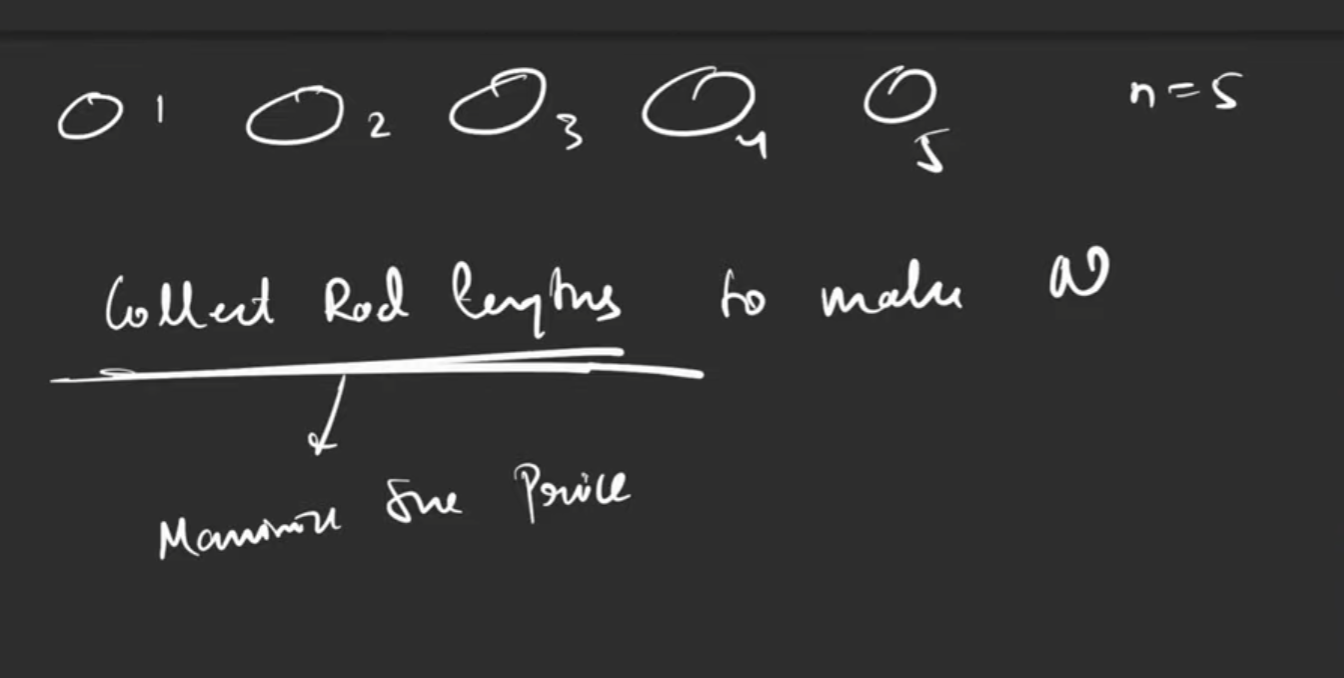 1 2 3 4 5 n=5
Collect Rod lengths to make N
Maximize the Price